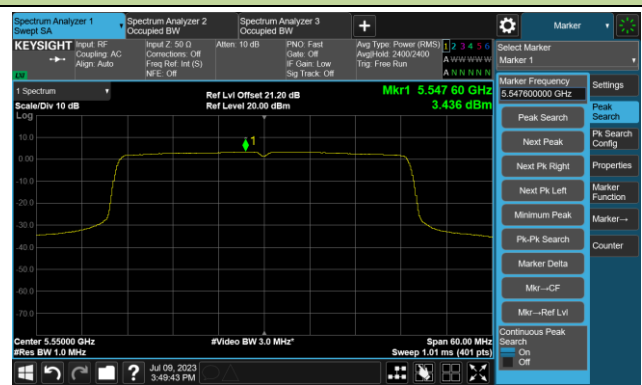 Spectrum Analyzer 1
Swept SA
Spectrum Analyzer 2
Occupied BW
Spectrum Analyzer 3
Occupied BW
+
Marker
KEYSIGHT
Input: RF
Coupling: AC
Align: Auto
Input Z: 50 Ω
Corrections: Off
Freq Ref: Int (S)
NFE: Off
Atten: 10 dB
PNO: Fast
Gate: Off
IF Gain: Low
Sig Track: Off
Avg Type: Power (RMS)
Avg|Hold: 2400/2400
Trig: Free Run
1 2 3 4 5 6
A W W W W W
A N N N N N
LV
Select Marker
Marker 1
1 Spectrum
Scale/Div 10 dB
Log
Ref Lvl Offset 21.20 dB
Ref Level 20.00 dBm
Mkr1 5.547 60 GHz
3.436 dBm
10.0
0.00
-10.0
-20.0
-30.0
-40.0
-50.0
-60.0
-70.0
1
Center 5.55000 GHz
#Res BW 1.0 MHz
#Video BW 3.0 MHz*
Span 60.00 MHz
Sweep 1.01 ms (401 pts)
Marker Frequency
5.547600000 GHz
Peak Search
Next Peak
Next Pk Right
Next Pk Left
Minimum Peak
Pk-Pk Search
Marker Delta
Mkr→CF
Mkr→Ref Lvl
Continuous Peak
Search
On
Off
Settings
Peak
Search
Pk Search
Config
Properties
Marker
Function
Marker→
Counter
?
Jul 09, 2023
3:49:43 PM